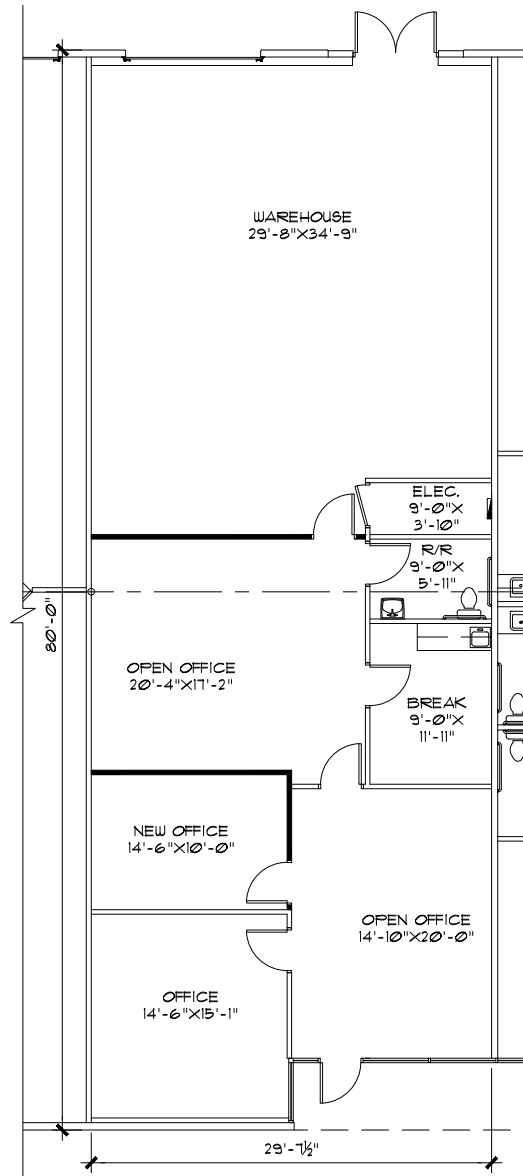 WAREHOUSE
29'-8"X34'-9"
ELEC.
9'-0"X
3'-10"
R/R
9'-0"X
5'-11"
80'-0"
OPEN OFFICE
20'-4"X17'-2"
BREAK
9'-0"X
11'-11"
NEW OFFICE
14'-6"X10'-0"
OPEN OFFICE
14'-10"X20'-0"
OFFICE
14'-6"X15'-1"
29'-7½"